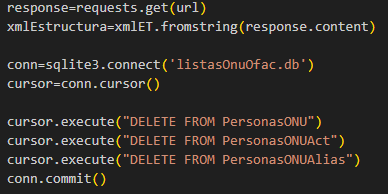 response=requests.get(url)
xmlEstructura=xmlET.fromstring(response.content)
conn=sqlite3.connect('listasOnuOfac.db')
cursor=conn.cursor()
cursor.execute("DELETE FROM PersonasONU")
cursor.execute("DELETE FROM PersonasONUAct")
cursor.execute("DELETE FROM PersonasONUAlias")
conn.commit()